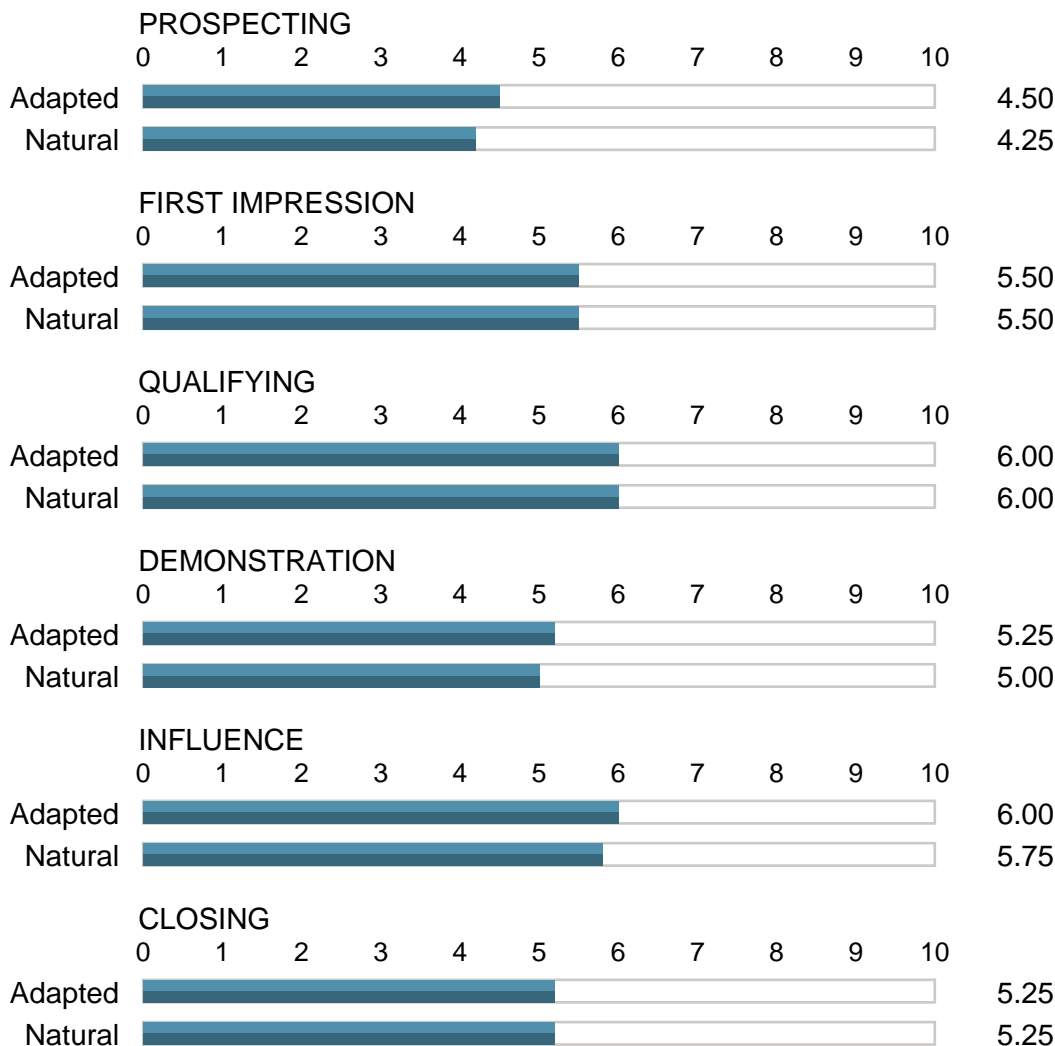 PROSPECTING
0 1 2 3 4 5 6 7 8 9 10
Adapted 4.50
Natural 4.25
FIRST IMPRESSION
0 1 2 3 4 5 6 7 8 9 10
Adapted 5.50
Natural 5.50
QUALIFYING
0 1 2 3 4 5 6 7 8 9 10
Adapted 6.00
Natural 6.00
DEMONSTRATION
0 1 2 3 4 5 6 7 8 9 10
Adapted 5.25
Natural 5.00
INFLUENCE
0 1 2 3 4 5 6 7 8 9 10
Adapted 6.00
Natural 5.75
CLOSING
0 1 2 3 4 5 6 7 8 9 10
Adapted 5.25
Natural 5.25